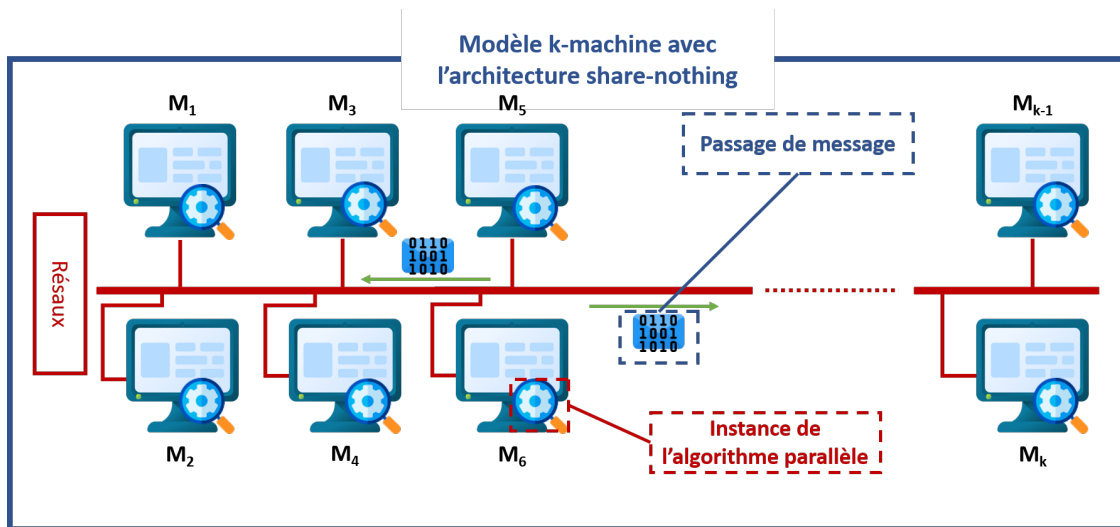 Modèle k-machine avec
l'architecture share-nothing
M1
M3
M5
Mk-1
Passage de message
Résaux
0110
1001
1010
0110
1001
1010
Instance de
l'algorithme parallèle
M2
M4
M6
Mk